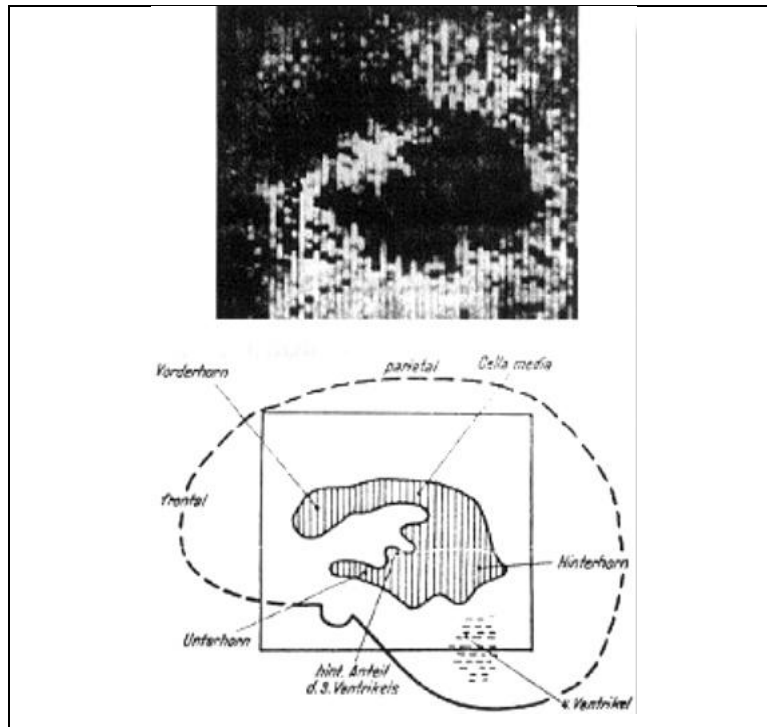 parietal
Cella media
Vorderhorn
frontal
Hinterhorn
Unterhorn
hint. Anteil
d. 3. Ventrikels
4. Ventrikel